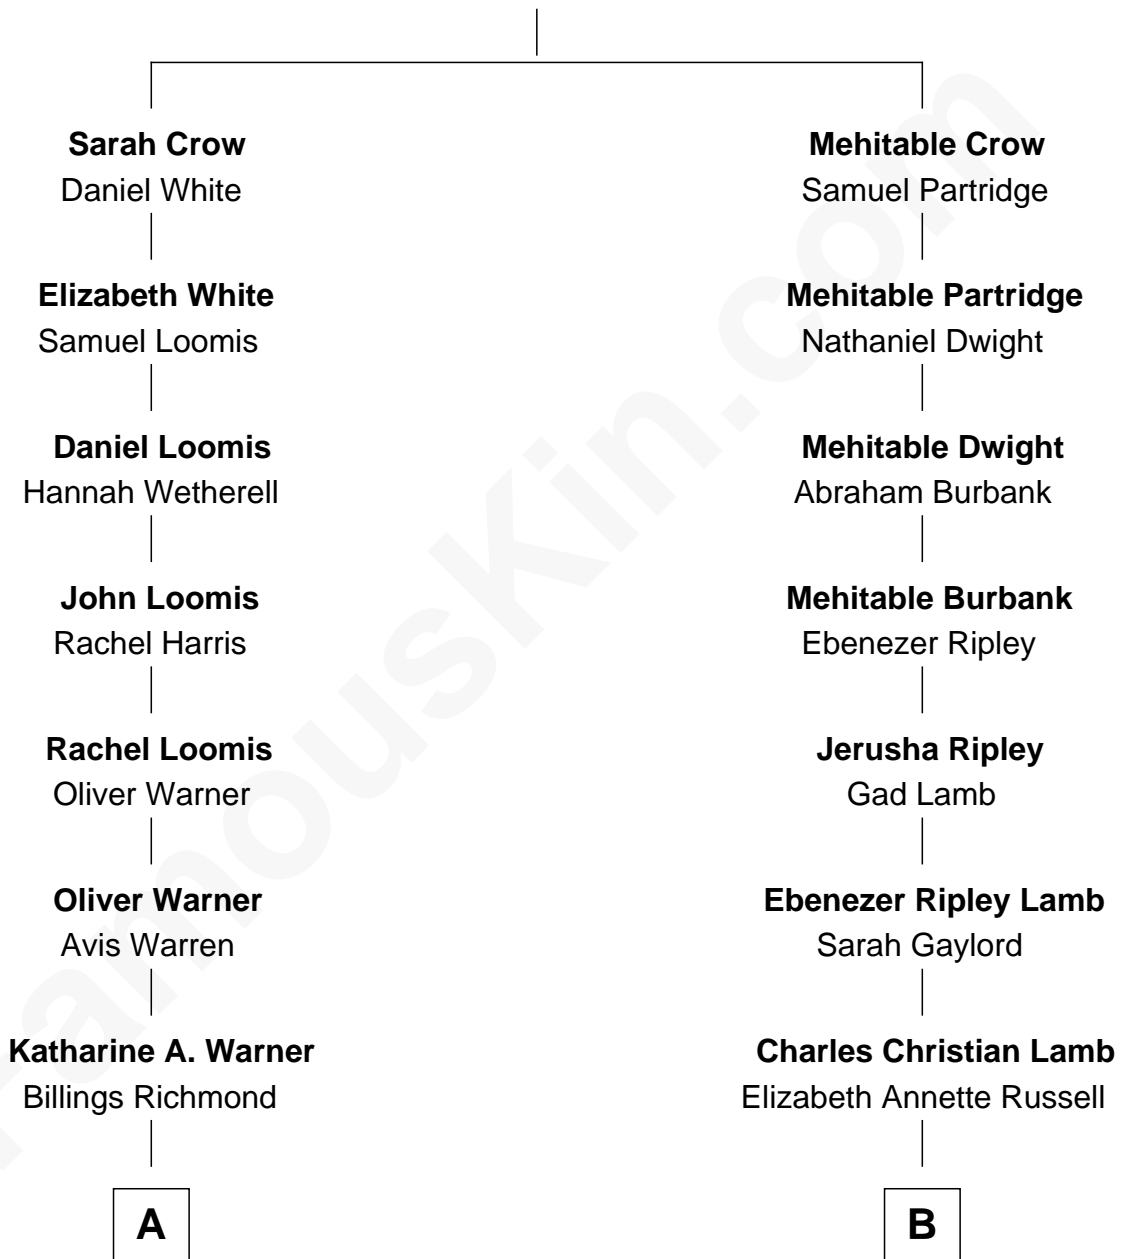 Sarah Crow
Daniel White
Elizabeth White
Samuel Loomis
Daniel Loomis
Hannah Wetherell
John Loomis
Rachel Harris
Rachel Loomis
Oliver Warner
Oliver Warner
Avis Warren
Katharine A. Warner
Billings Richmond
A
Mehitable Crow
Samuel Partridge
Mehitable Partridge
Nathaniel Dwight
Mehitable Dwight
Abraham Burbank
Mehitable Burbank
Ebenezer Ripley
Jerusha Ripley
Gad Lamb
Ebenezer Ripley Lamb
Sarah Gaylord
Charles Christian Lamb
Elizabeth Annette Russell
B
FamousKin.com